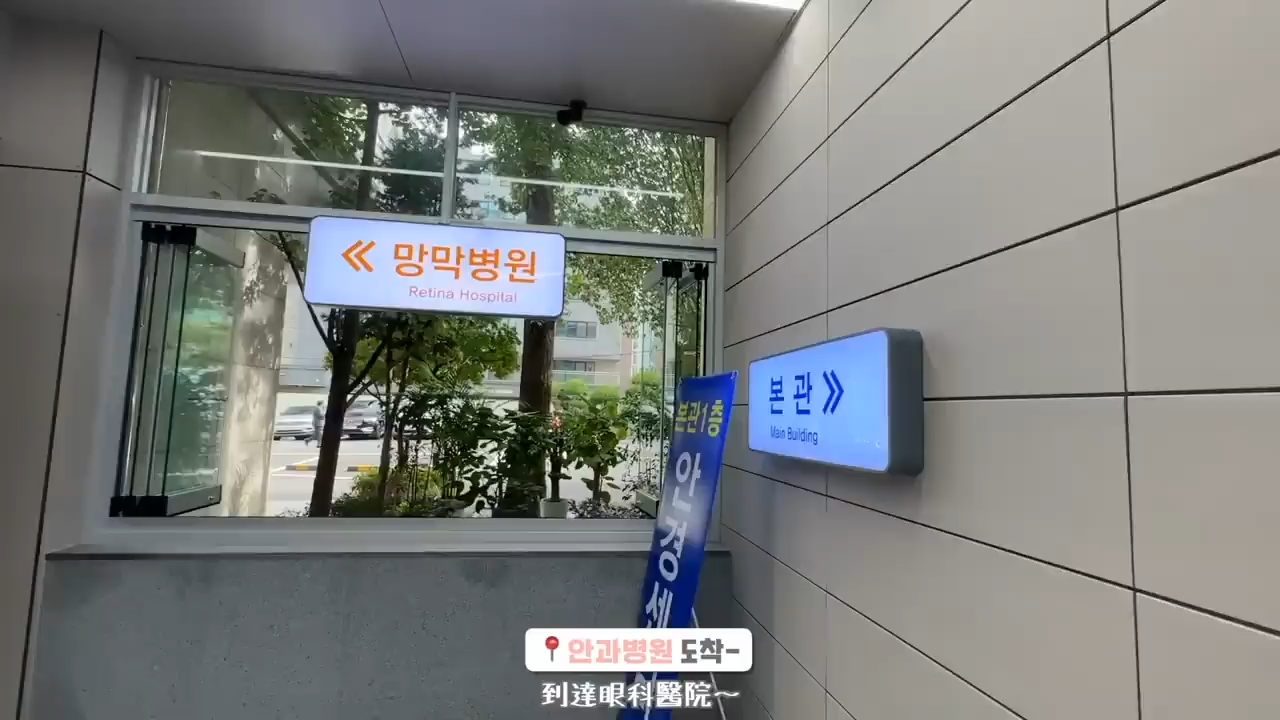 망막병원
Retina Hospital
본관
Main Building
본관1층
안경세
📍안과병원 도착-
到達眼科醫院～